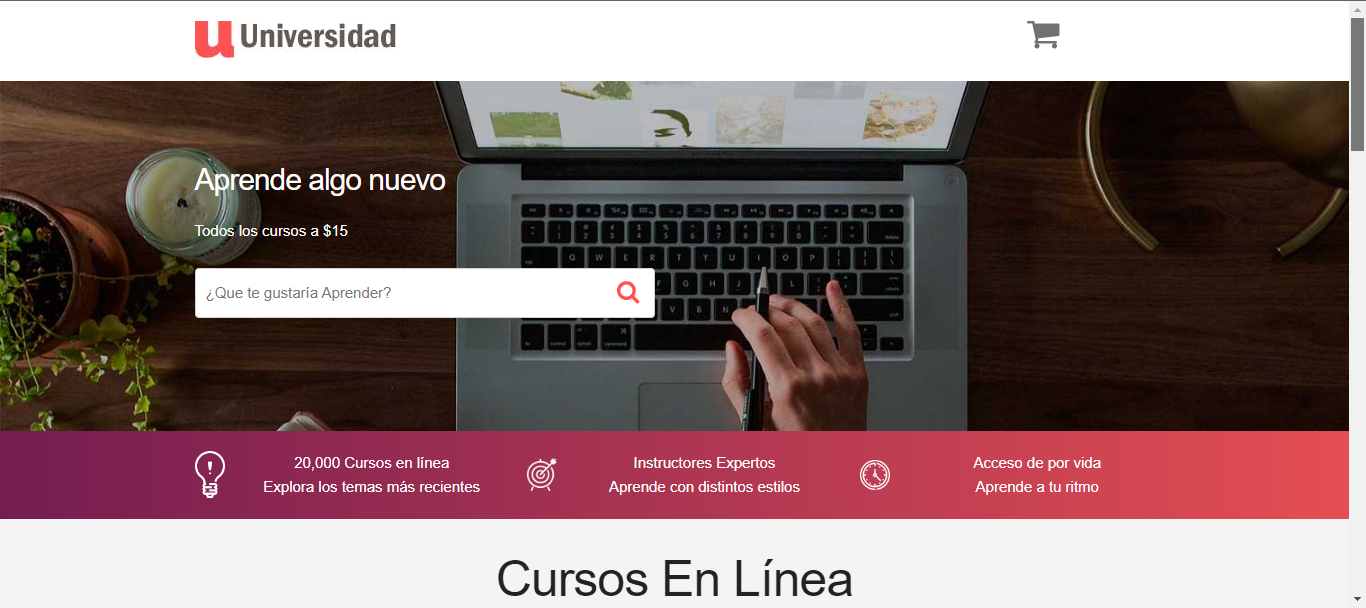 u Universidad
Aprende algo nuevo
Todos los cursos a $15
¿Que te gustaría Aprender?
20,000 Cursos en línea
Explora los temas más recientes
Instructores Expertos
Aprende con distintos estilos
Acceso de por vida
Aprende a tu ritmo
Cursos En Línea